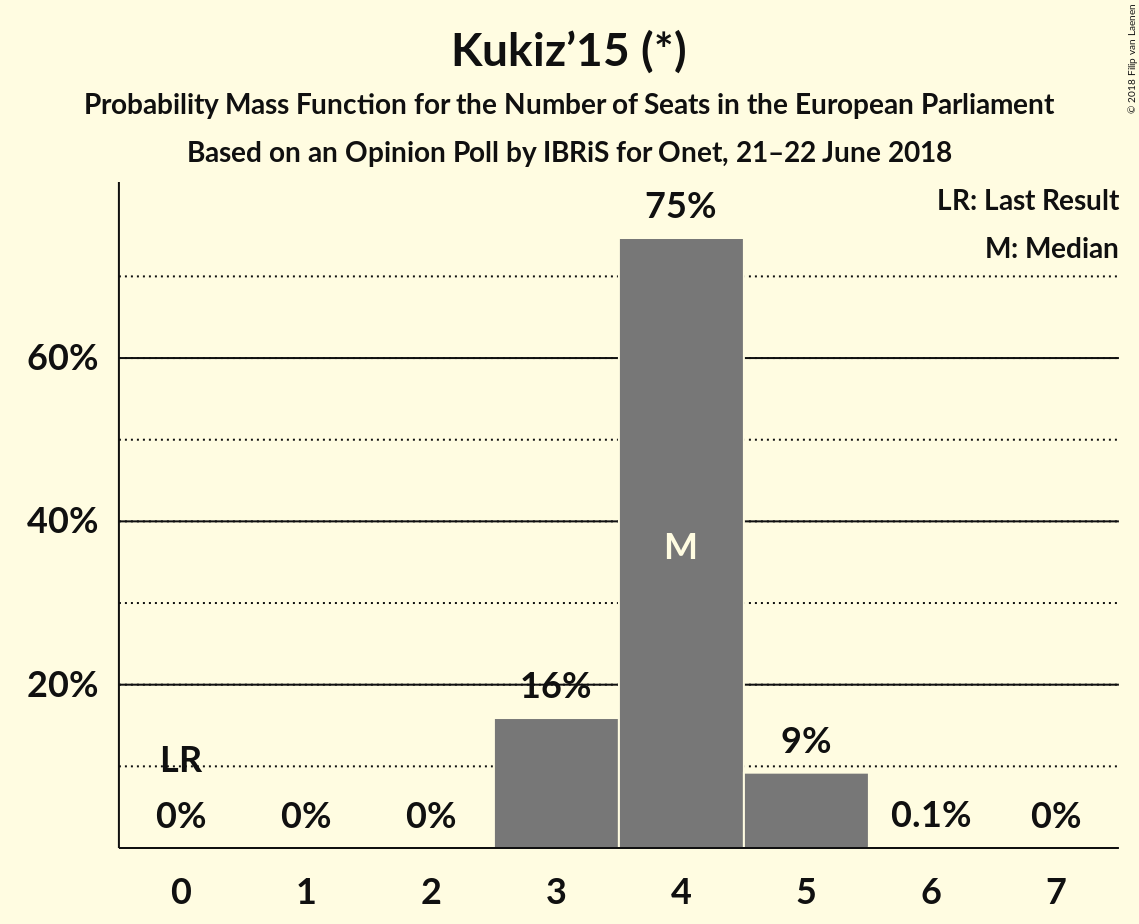 Kukiz’15 (*)
Probability Mass Function for the Number of Seats in the European Parliament
Based on an Opinion Poll by IBRiS for Onet, 21–22 June 2018
© 2018 Filip van Laenen
LR: Last Result
M: Median
75%
60%
40%
M
20%
16%
9%
LR
0% 0% 0% 0.1% 0%
0 1 2 3 4 5 6 7